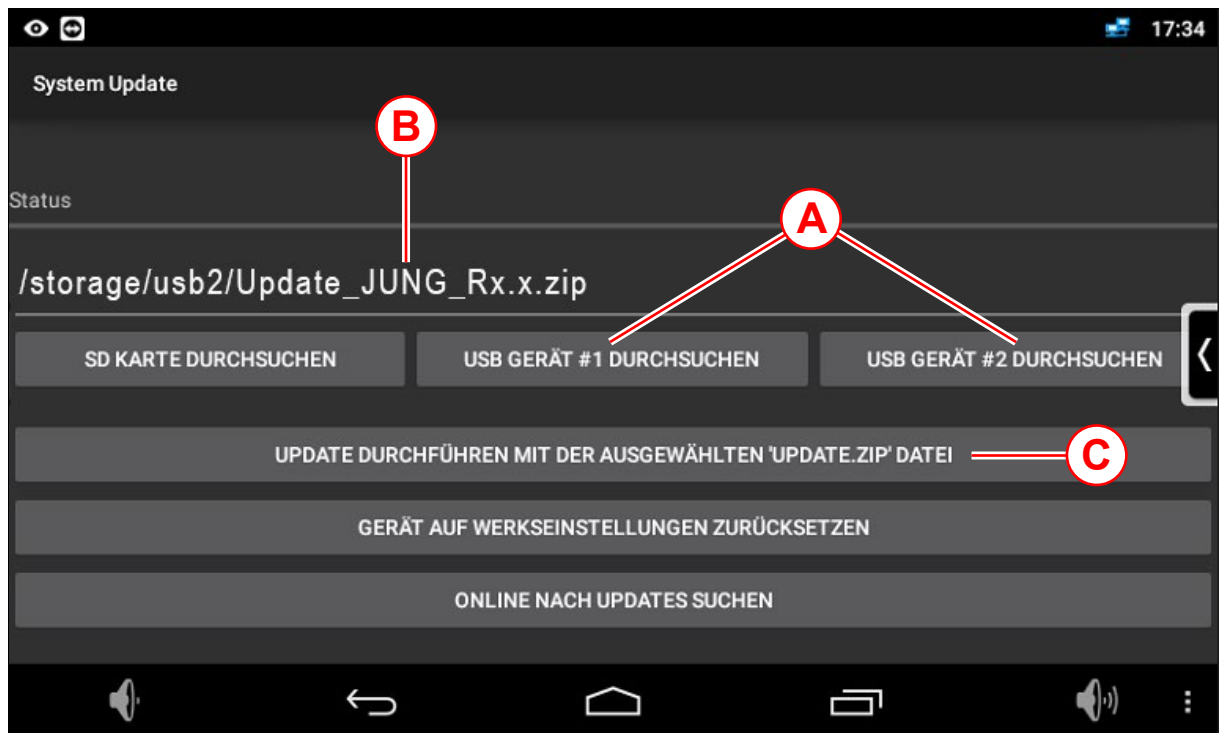 17:34
System Update
B
Status
A
/storage/usb2/Update_JUNG_Rx.x.zip
SD KARTE DURCHSUCHEN
USB GERÄT #1 DURCHSUCHEN
USB GERÄT #2 DURCHSUCHEN
UPDATE DURCHFÜHREN MIT DER AUSGEWÄHLTEN 'UPDATE.ZIP' DATEI
C
GERÄT AUF WERKSEINSTELLUNGEN ZURÜCKSETZEN
ONLINE NACH UPDATES SUCHEN